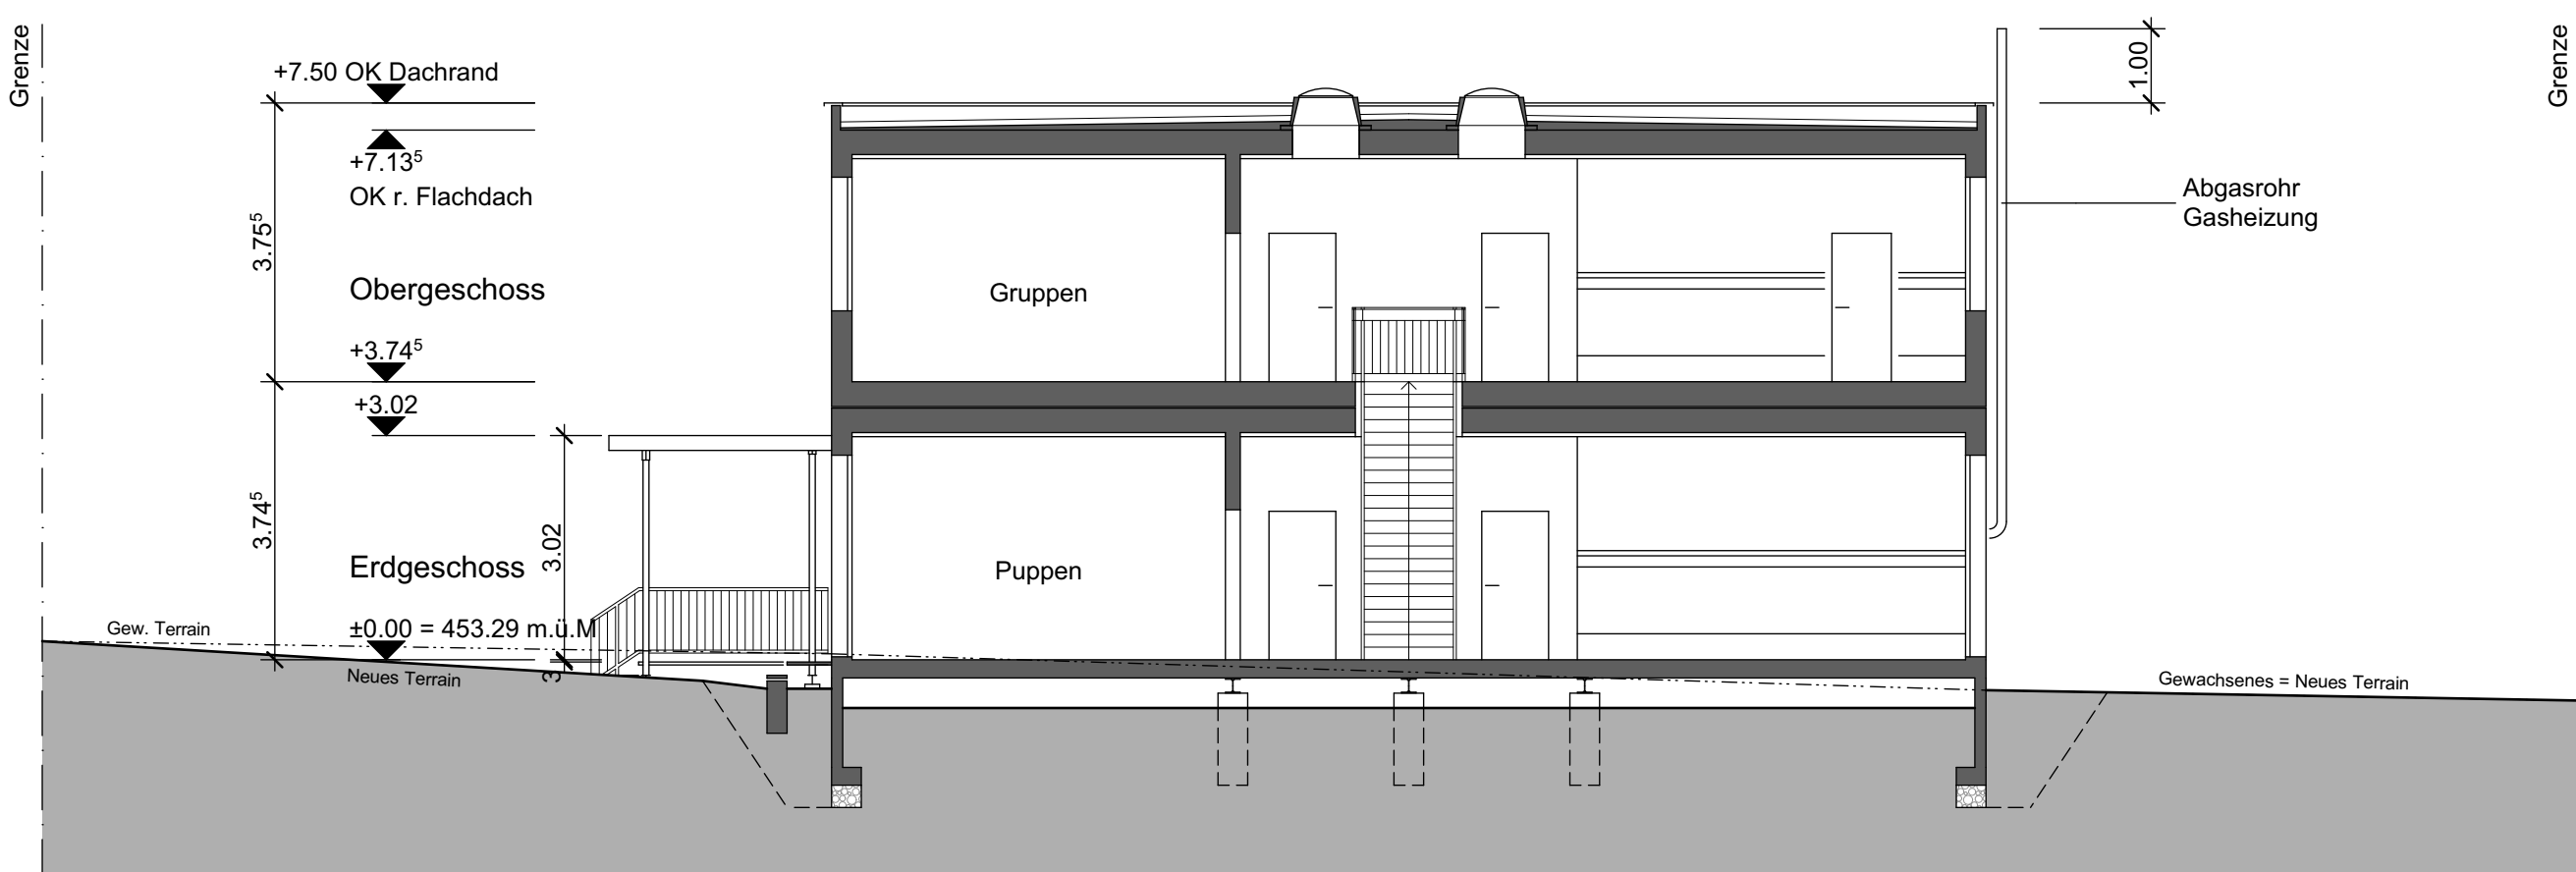 Grenze
+7.50 OK Dachrand
+7.13⁵
OK r. Flachdach
3.75⁵
Obergeschoss
+3.74⁵
+3.02
3.74⁵
3.02
Erdgeschoss
±0.00 = 453.29 m.ü.M
Gew. Terrain
Neues Terrain
3
Gruppen
Puppen
1.00
Abgasrohr
Gasheizung
Gewachsenes = Neues Terrain
Grenze